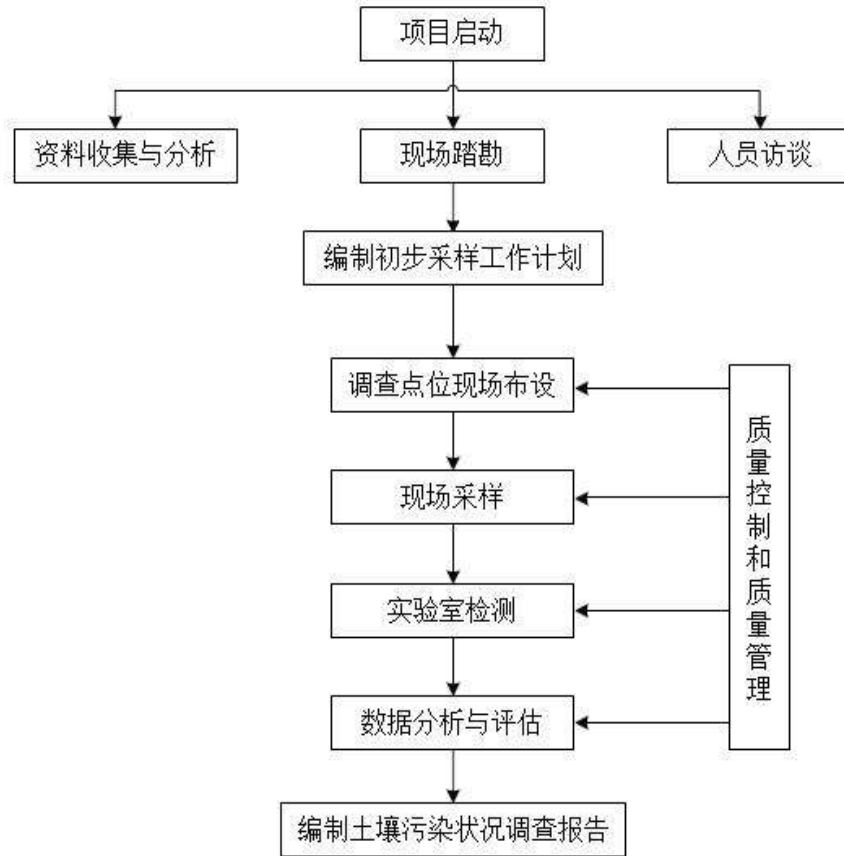 项目启动
资料收集与分析
现场踏勘
人员访谈
编制初步采样工作计划
调查点位现场布设
现场采样
实验室检测
数据分析与评估
质量控制和质量管理
编制土壤污染状况调查报告